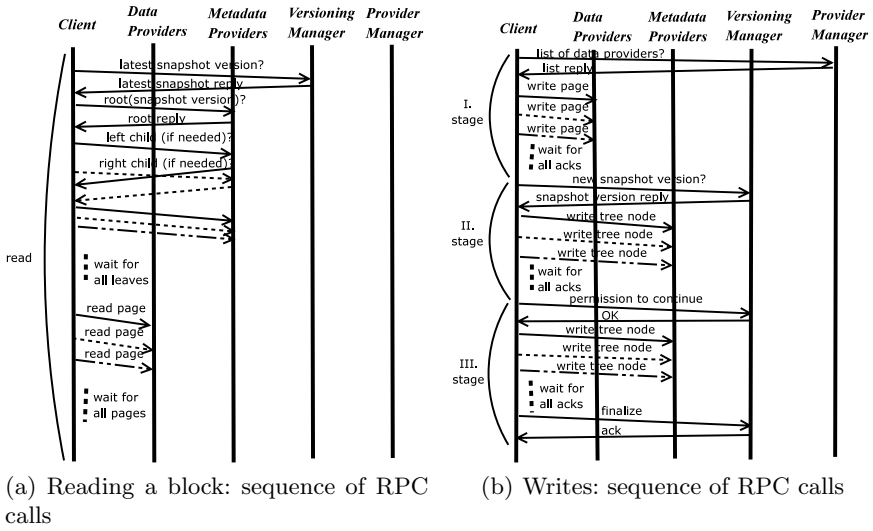 Client
Data
Providers
Metadata
Providers
Versioning
Manager
Provider
Manager
latest snapshot version?
latest snapshot reply
root(snapshot version)?
root reply
left child (if needed)?
right child (if needed)?
read
wait for
all leaves
read page
read page
read page
wait for
all pages
(a) Reading a block: sequence of RPC
calls
Client
Data
Providers
Metadata
Providers
Versioning
Manager
Provider
Manager
list of data providers?
list reply
write page
I.
stage
write page
write page
wait for
all acks
new snapshot version?
snapshot version reply
write tree node
II.
stage
write tree node
write tree node
wait for
all acks
permission to continue
OK
write tree node
III.
stage
write tree node
write tree node
wait for
all acks
finalize
ack
(b) Writes: sequence of RPC calls